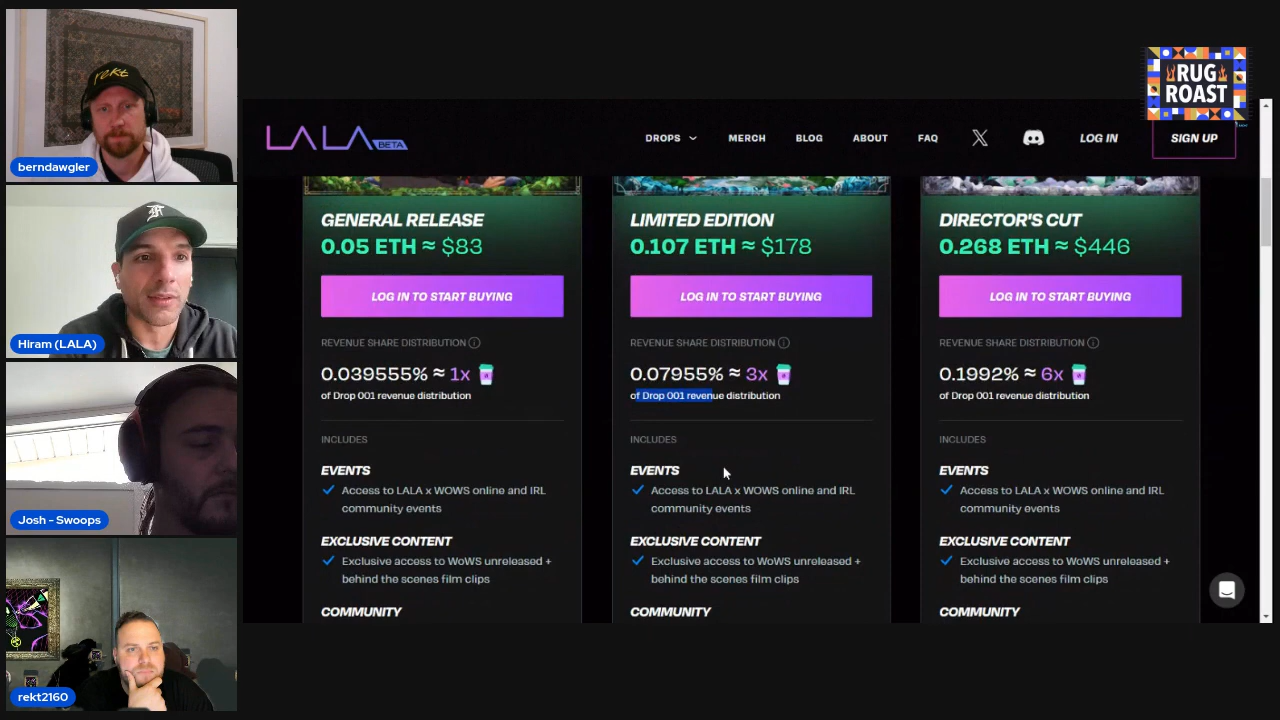 rekt
berndawgler
Hiram (LALA)
Josh - Swoops
rekt2160
RUG
ROAST
LALA BETA
DROPS
MERCH
BLOG
ABOUT
FAQ
LOG IN
SIGN UP
GENERAL RELEASE
0.05 ETH ≈ $83
LOG IN TO START BUYING
REVENUE SHARE DISTRIBUTION
0.039555% ≈ 1x
of Drop 001 revenue distribution
INCLUDES
EVENTS
Access to LALA x WOWS online and IRL
community events
EXCLUSIVE CONTENT
Exclusive access to WoWS unreleased +
behind the scenes film clips
COMMUNITY
LIMITED EDITION
0.107 ETH ≈ $178
LOG IN TO START BUYING
REVENUE SHARE DISTRIBUTION
0.07955% ≈ 3x
of Drop 001 revenue distribution
INCLUDES
EVENTS
Access to LALA x WOWS online and IRL
community events
EXCLUSIVE CONTENT
Exclusive access to WoWS unreleased +
behind the scenes film clips
COMMUNITY
DIRECTOR'S CUT
0.268 ETH ≈ $446
LOG IN TO START BUYING
REVENUE SHARE DISTRIBUTION
0.1992% ≈ 6x
of Drop 001 revenue distribution
INCLUDES
EVENTS
Access to LALA x WOWS online and IRL
community events
EXCLUSIVE CONTENT
Exclusive access to WoWS unreleased +
behind the scenes film clips
COMMUNITY